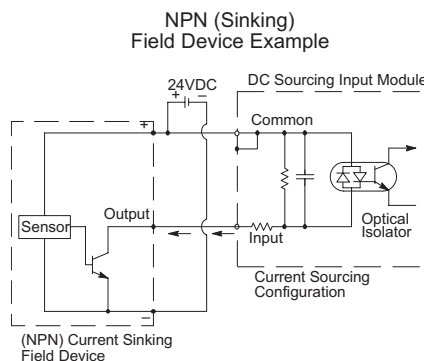 NPN (Sinking)
Field Device Example
24VDC
+
−
DC Sourcing Input Module
+
Common
Sensor
Output
Input
Optical
Isolator
Current Sourcing
Configuration
−
(NPN) Current Sinking
Field Device